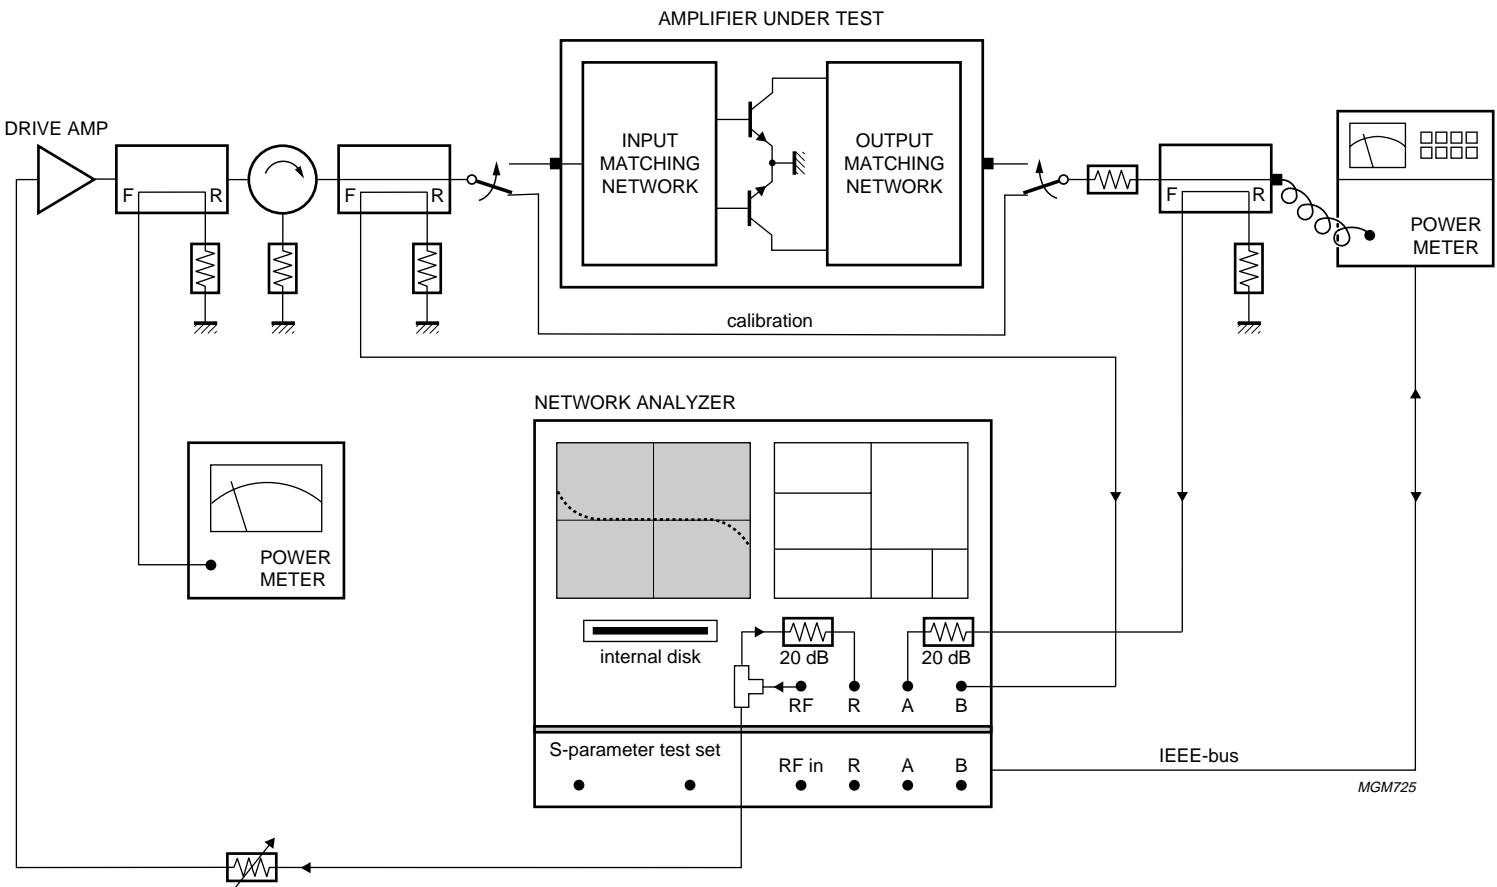 AMPLIFIER UNDER TEST
DRIVE AMP
F
R
F
R
INPUT
MATCHING
NETWORK
OUTPUT
MATCHING
NETWORK
F
R
POWER
METER
calibration
NETWORK ANALYZER
POWER
METER
internal disk
20 dB
20 dB
RF
R
A
B
S-parameter test set
RF in
R
A
B
IEEE-bus
MGM725